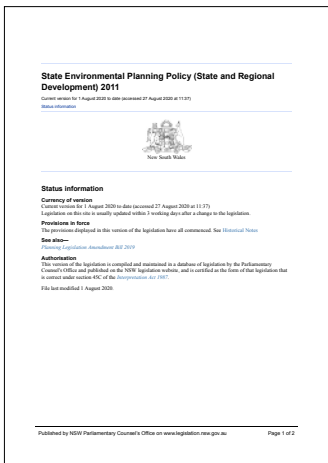 State Environmental Planning Policy (State and Regional
Development) 2011
Current version for 1 August 2020 to date (accessed 27 August 2020 at 11:37)
Status information
New South Wales
Status information
Currency of version
Current version for 1 August 2020 to date (accessed 27 August 2020 at 11:37)
Legislation on this site is usually updated within 3 working days after a change to the legislation.
Provisions in force
The provisions displayed in this version of the legislation have all commenced. See Historical Notes
See also—
Planning Legislation Amendment Bill 2019
Authorisation
This version of the legislation is compiled and maintained in a database of legislation by the Parliamentary
Counsel's Office and published on the NSW legislation website, and is certified as the form of that legislation that
is correct under section 45C of the Interpretation Act 1987.
File last modified 1 August 2020
Published by NSW Parliamentary Counsel's Office on www.legislation.nsw.gov.au Page 1 of 2